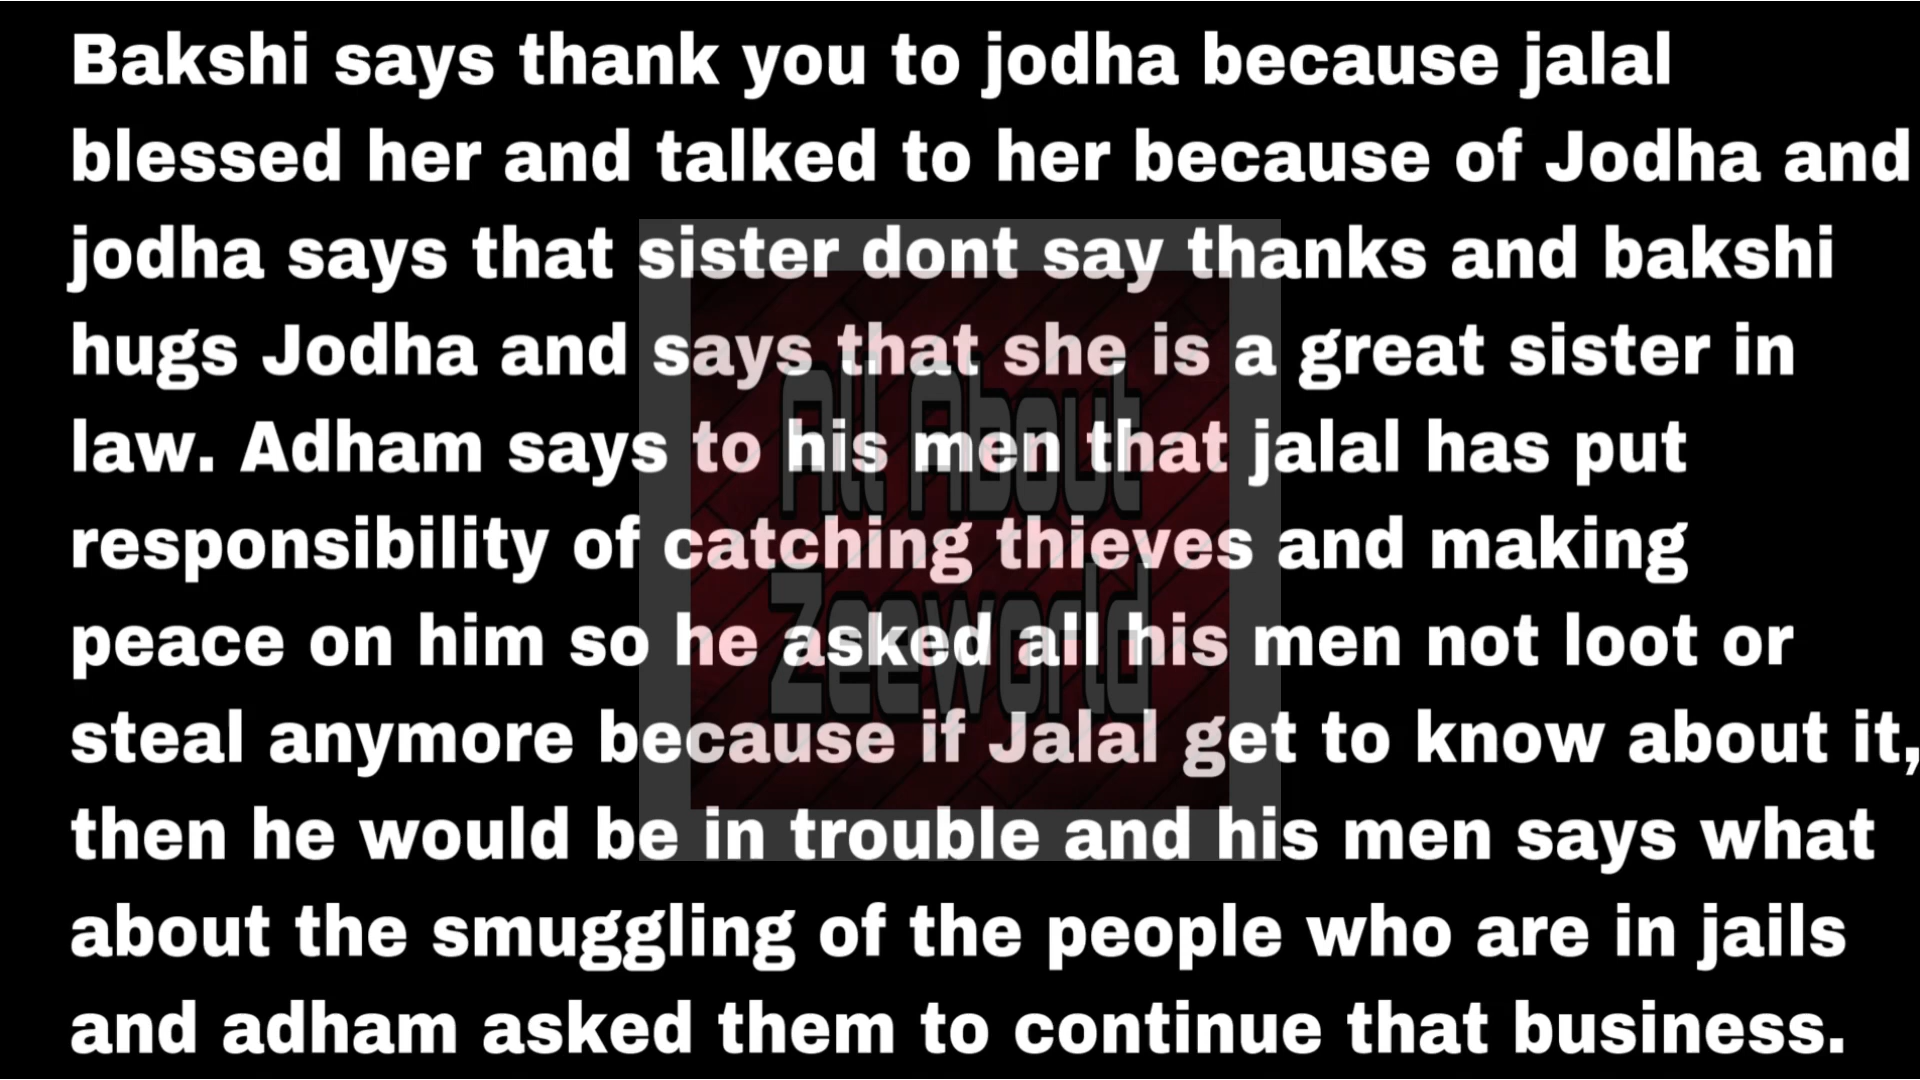 Bakshi says thank you to jodha because jalal
blessed her and talked to her because of Jodha and
jodha says that sister dont say thanks and bakshi
hugs Jodha and says that she is a great sister in
law. Adham says to his men that jalal has put
responsibility of catching thieves and making
peace on him so he asked all his men not loot or
steal anymore because if Jalal get to know about it,
then he would be in trouble and his men says what
about the smuggling of the people who are in jails
and adham asked them to continue that business.
All About
Zeeworld